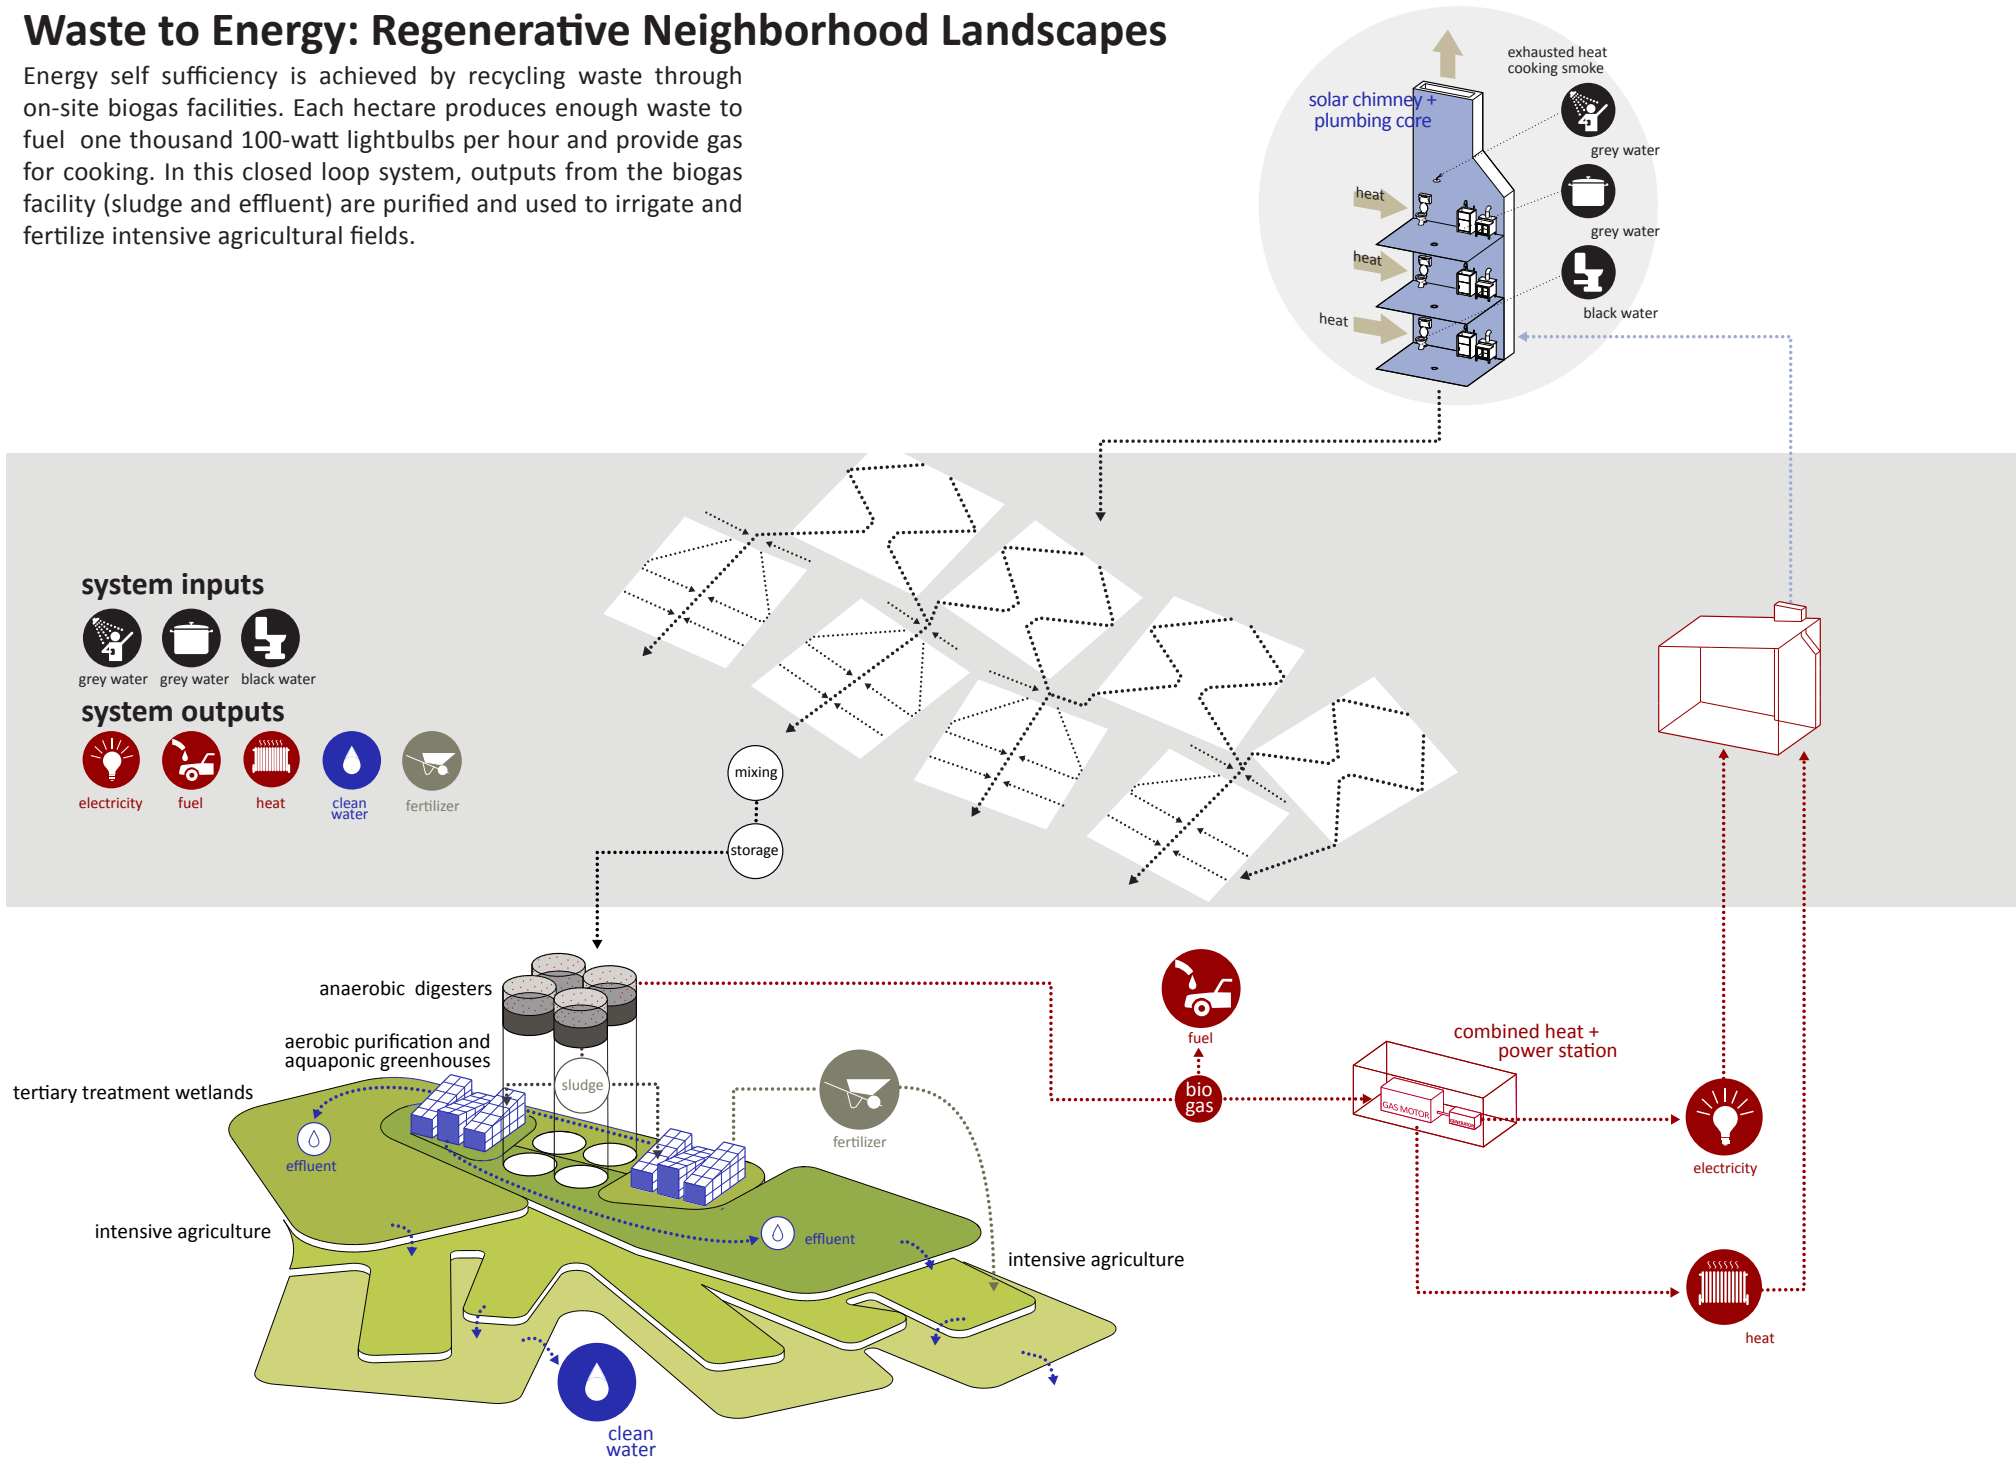 Waste to Energy: Regenerative Neighborhood Landscapes
Energy self sufficiency is achieved by recycling waste through
on-site biogas facilities. Each hectare produces enough waste to
fuel one thousand 100-watt lightbulbs per hour and provide gas
for cooking. In this closed loop system, outputs from the biogas
facility (sludge and effluent) are purified and used to irrigate and
fertilize intensive agricultural fields.
exhausted heat
cooking smoke
solar chimney +
plumbing core
grey water
heat
grey water
heat
black water
heat
system inputs
grey water
grey water
black water
system outputs
electricity
fuel
heat
clean
water
fertilizer
mixing
storage
anaerobic digesters
aerobic purification and
aquaponic greenhouses
tertiary treatment wetlands
sludge
effluent
fertilizer
intensive agriculture
effluent
intensive agriculture
clean
water
fuel
bio
gas
combined heat +
power station
GAS MOTOR
electricity
heat